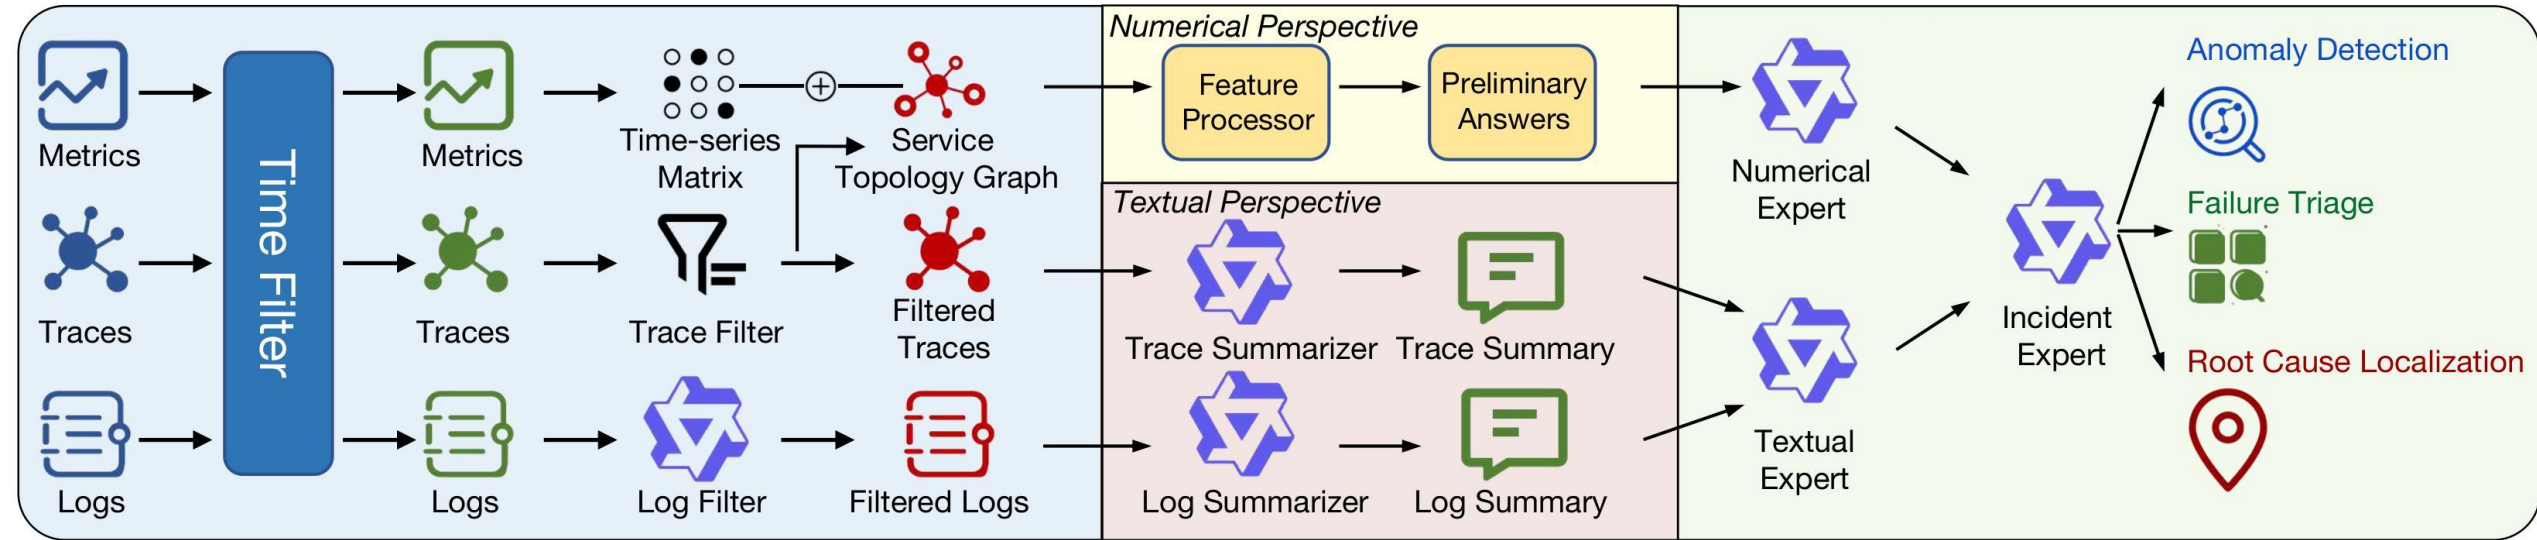 Metrics
Traces
Logs
Time Filter
Metrics
Traces
Logs
Time-series
Matrix
Trace Filter
Log Filter
Service
Topology Graph
Filtered
Traces
Filtered Logs
Numerical Perspective
Feature
Processor
Preliminary
Answers
Textual Perspective
Trace Summarizer
Trace Summary
Log Summarizer
Log Summary
Numerical
Expert
Textual
Expert
Incident
Expert
Anomaly Detection
Failure Triage
Root Cause Localization